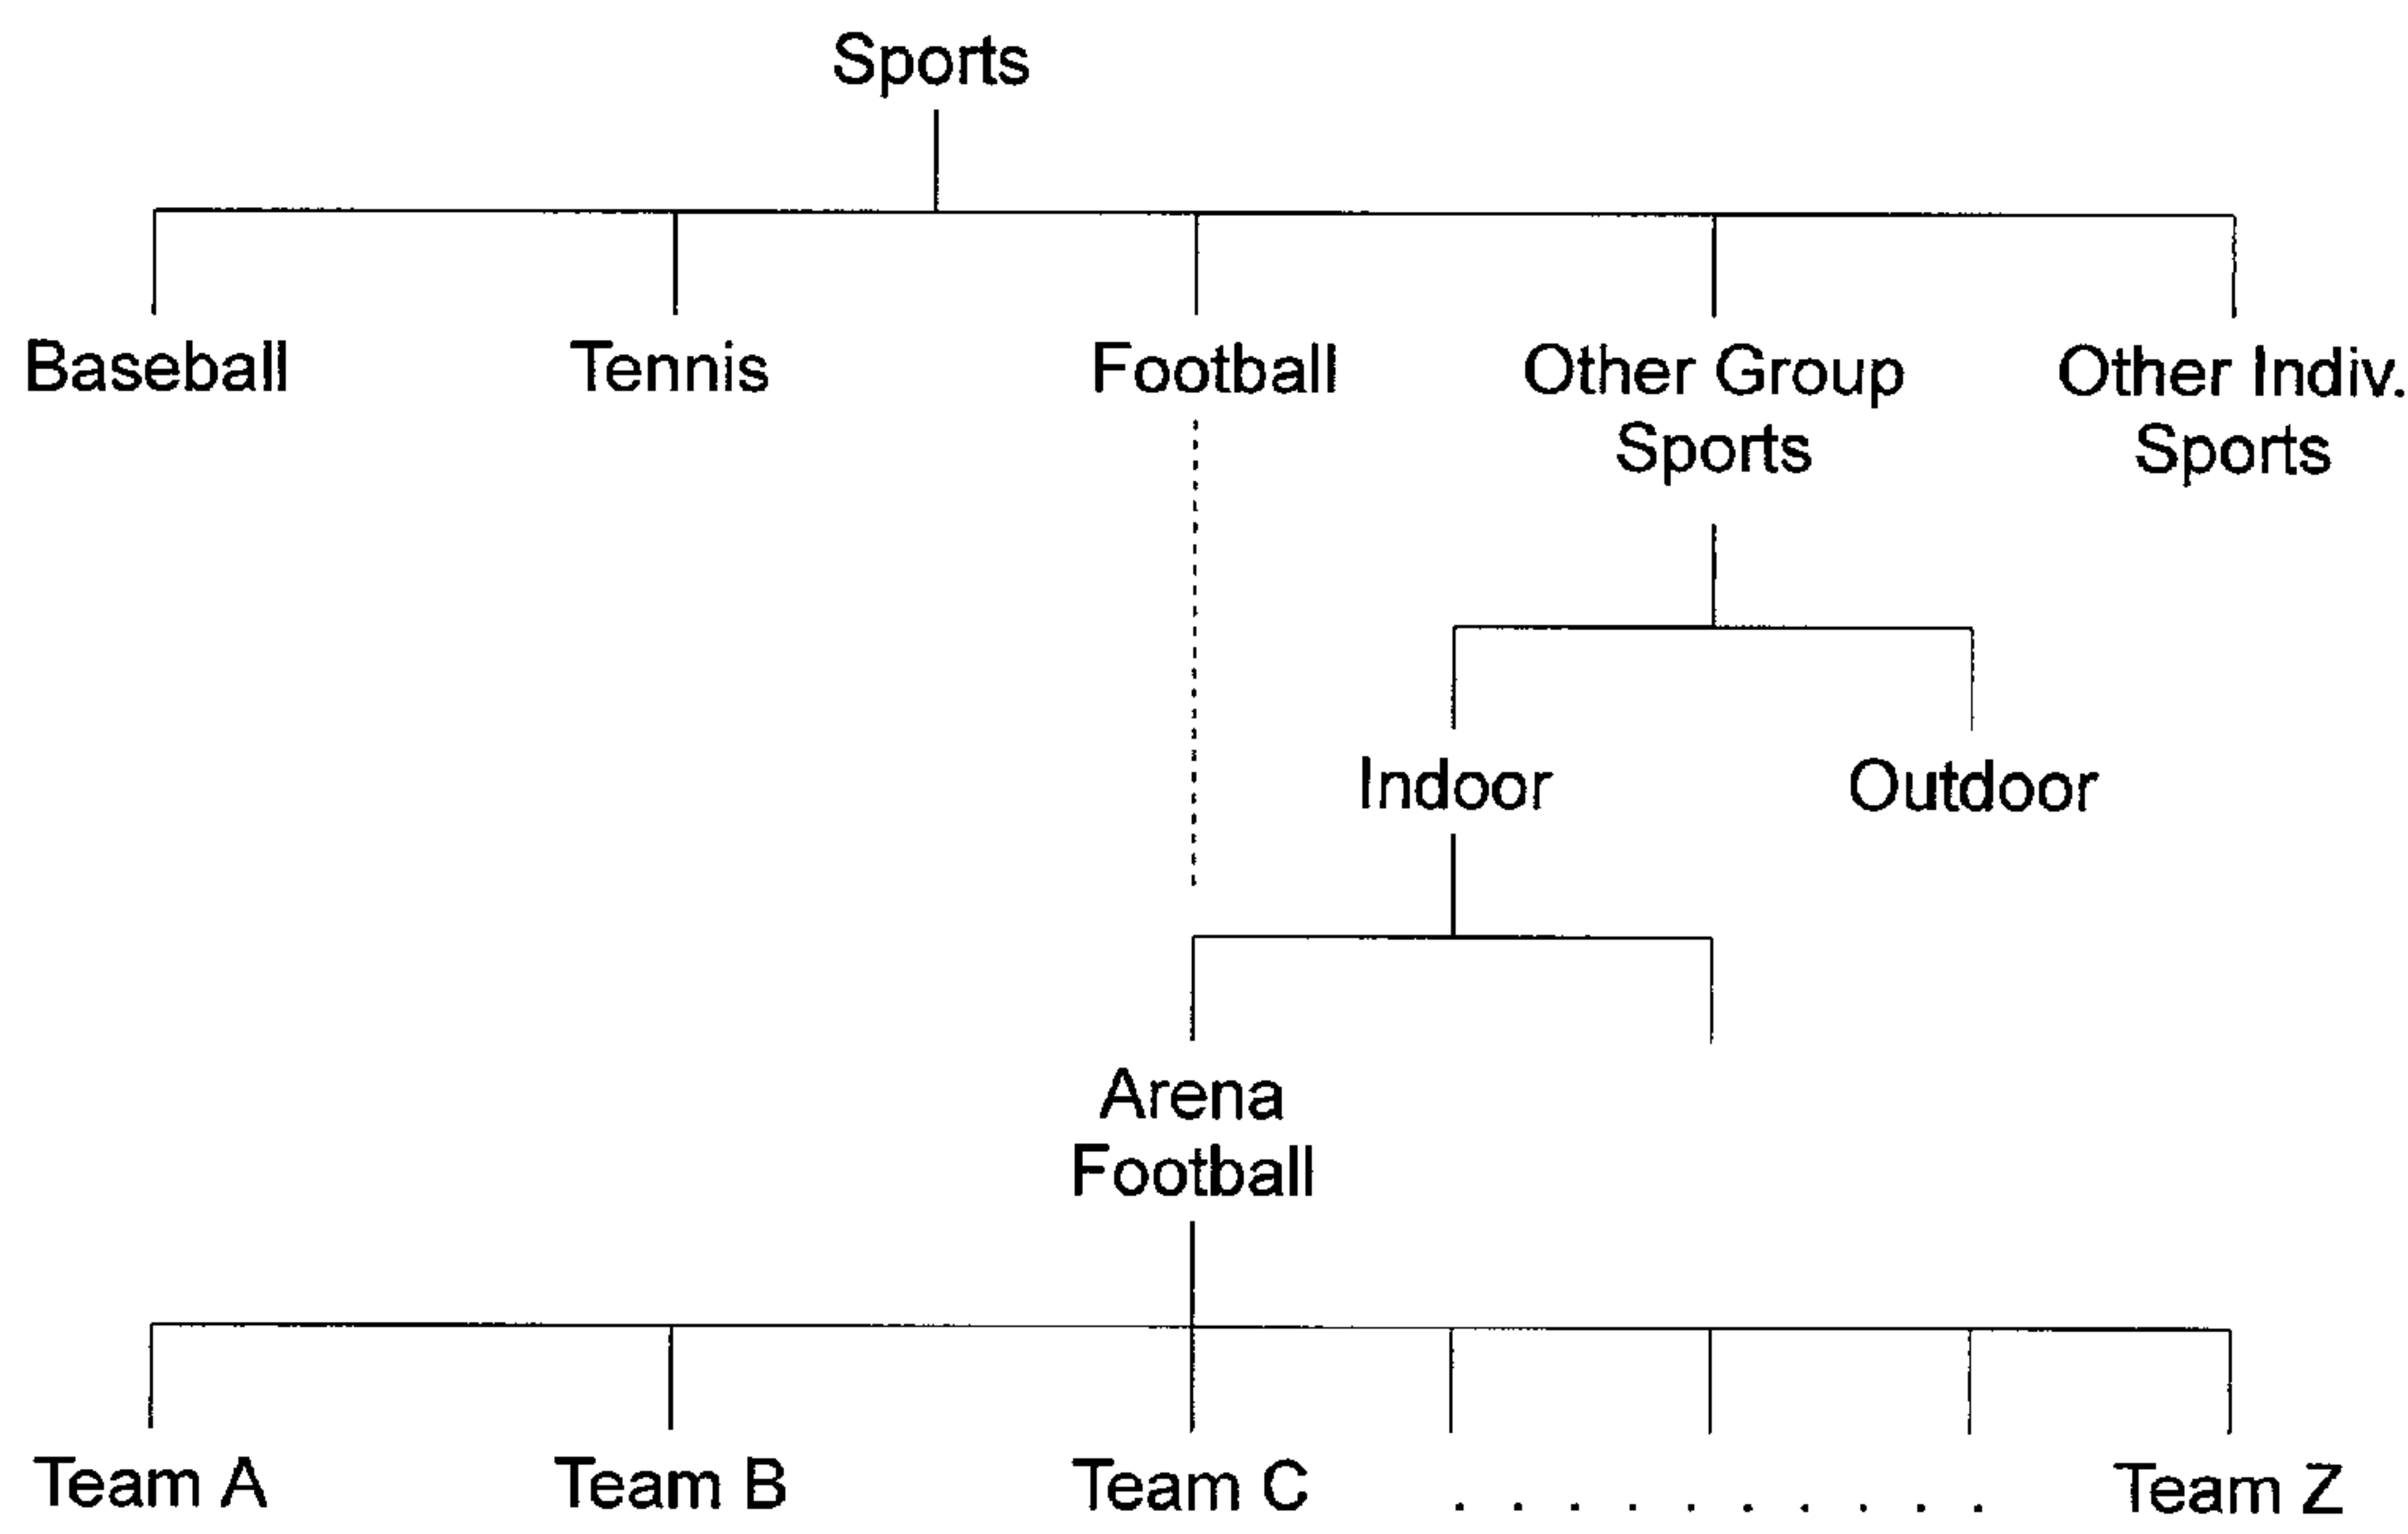 Sports
Baseball
Tennis
Football
Other Group
Sports
Other Indiv.
Sports
Indoor
Outdoor
Arena
Football
Team A
Team B
Team C
. . . . . . . . . .
Team Z